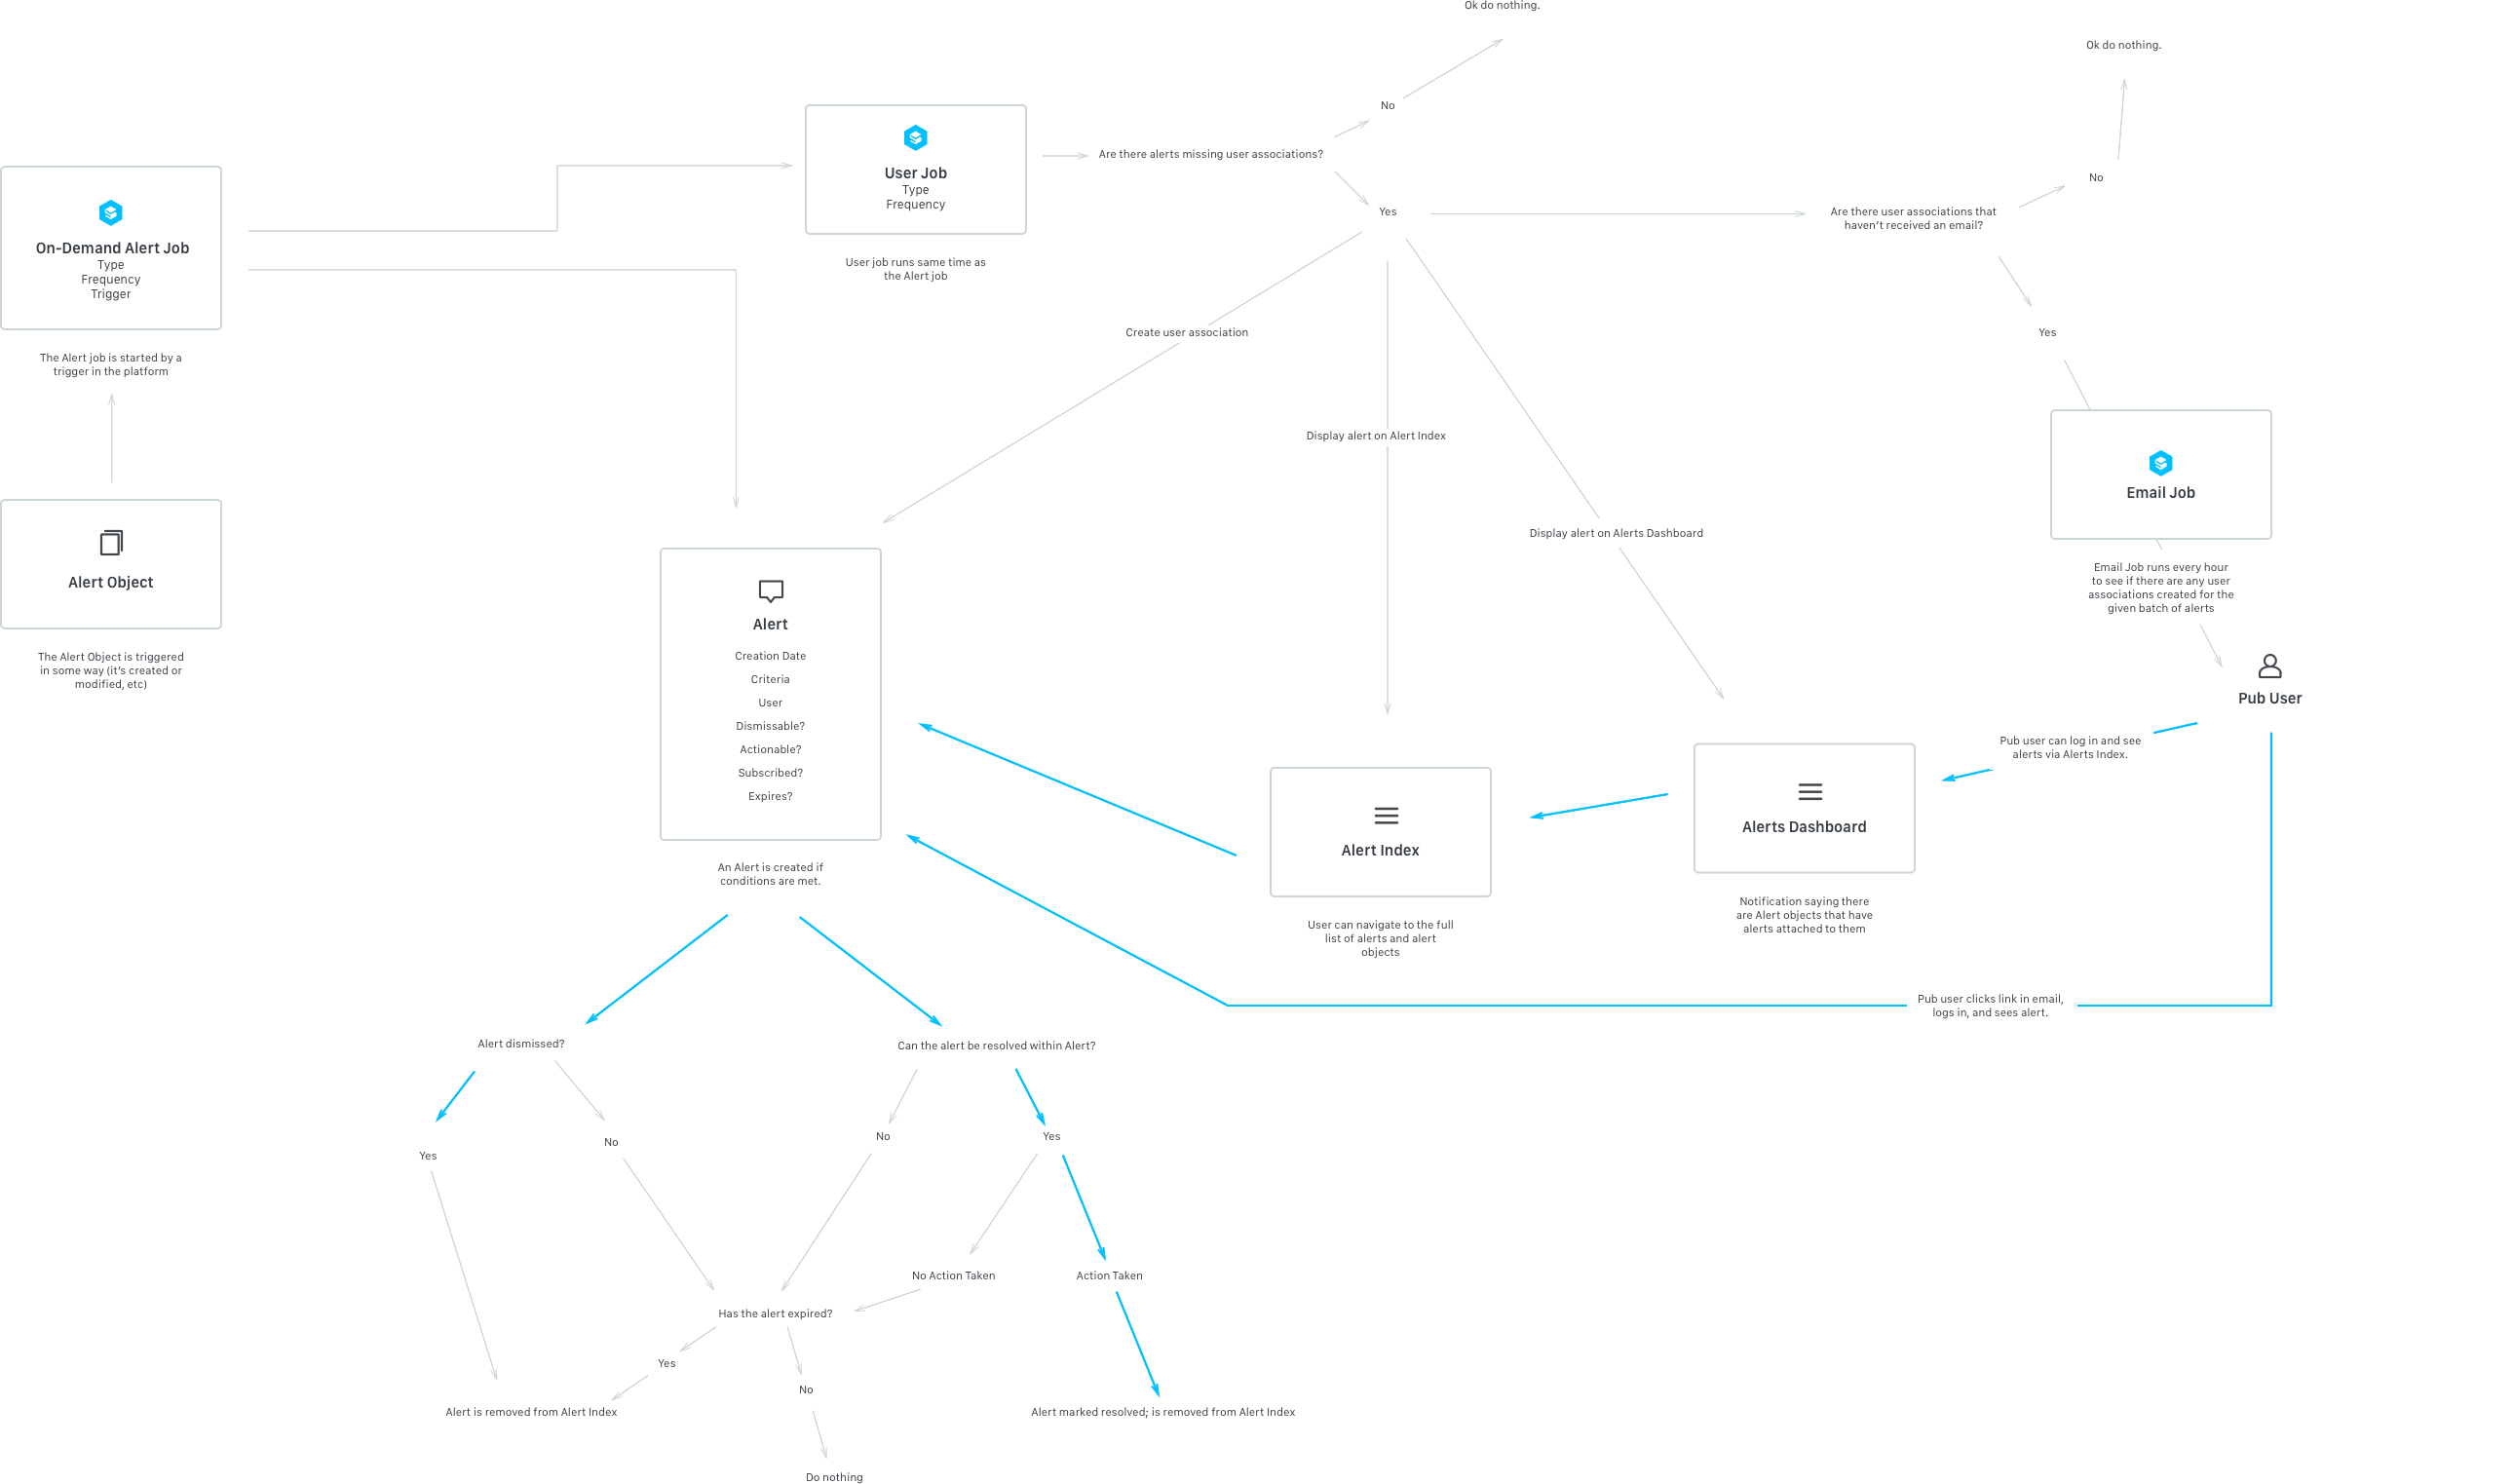 Ok do nothing.
Ok do nothing.
No
Are there alerts missing user associations?
User Job
Type
Frequency
User job runs same time as
the Alert job
No
Yes
Are there user associations that
haven't received an email?
On-Demand Alert Job
Type
Frequency
Trigger
The Alert job is started by a
trigger in the platform
Create user association
Yes
Display alert on Alert Index
Email Job
Display alert on Alerts Dashboard
Email Job runs every hour
to see if there are any user
associations created for the
given batch of alerts
Alert Object
The Alert Object is triggered
in some way (it's created or
modified, etc)
Alert
Creation Date
Criteria
User
Dismissable?
Actionable?
Subscribed?
Expires?
An Alert is created if
conditions are met.
Pub User
Pub user can log in and see
alerts via Alerts Index.
Alerts Dashboard
Notification saying there
are Alert objects that have
alerts attached to them
Alert Index
User can navigate to the full
list of alerts and alert
objects
Pub user clicks link in email,
logs in, and sees alert.
Alert dismissed?
Can the alert be resolved within Alert?
Yes
No
No
Yes
No Action Taken
Action Taken
Has the alert expired?
Yes
No
Alert is removed from Alert Index
Alert marked resolved; is removed from Alert Index
Do nothing